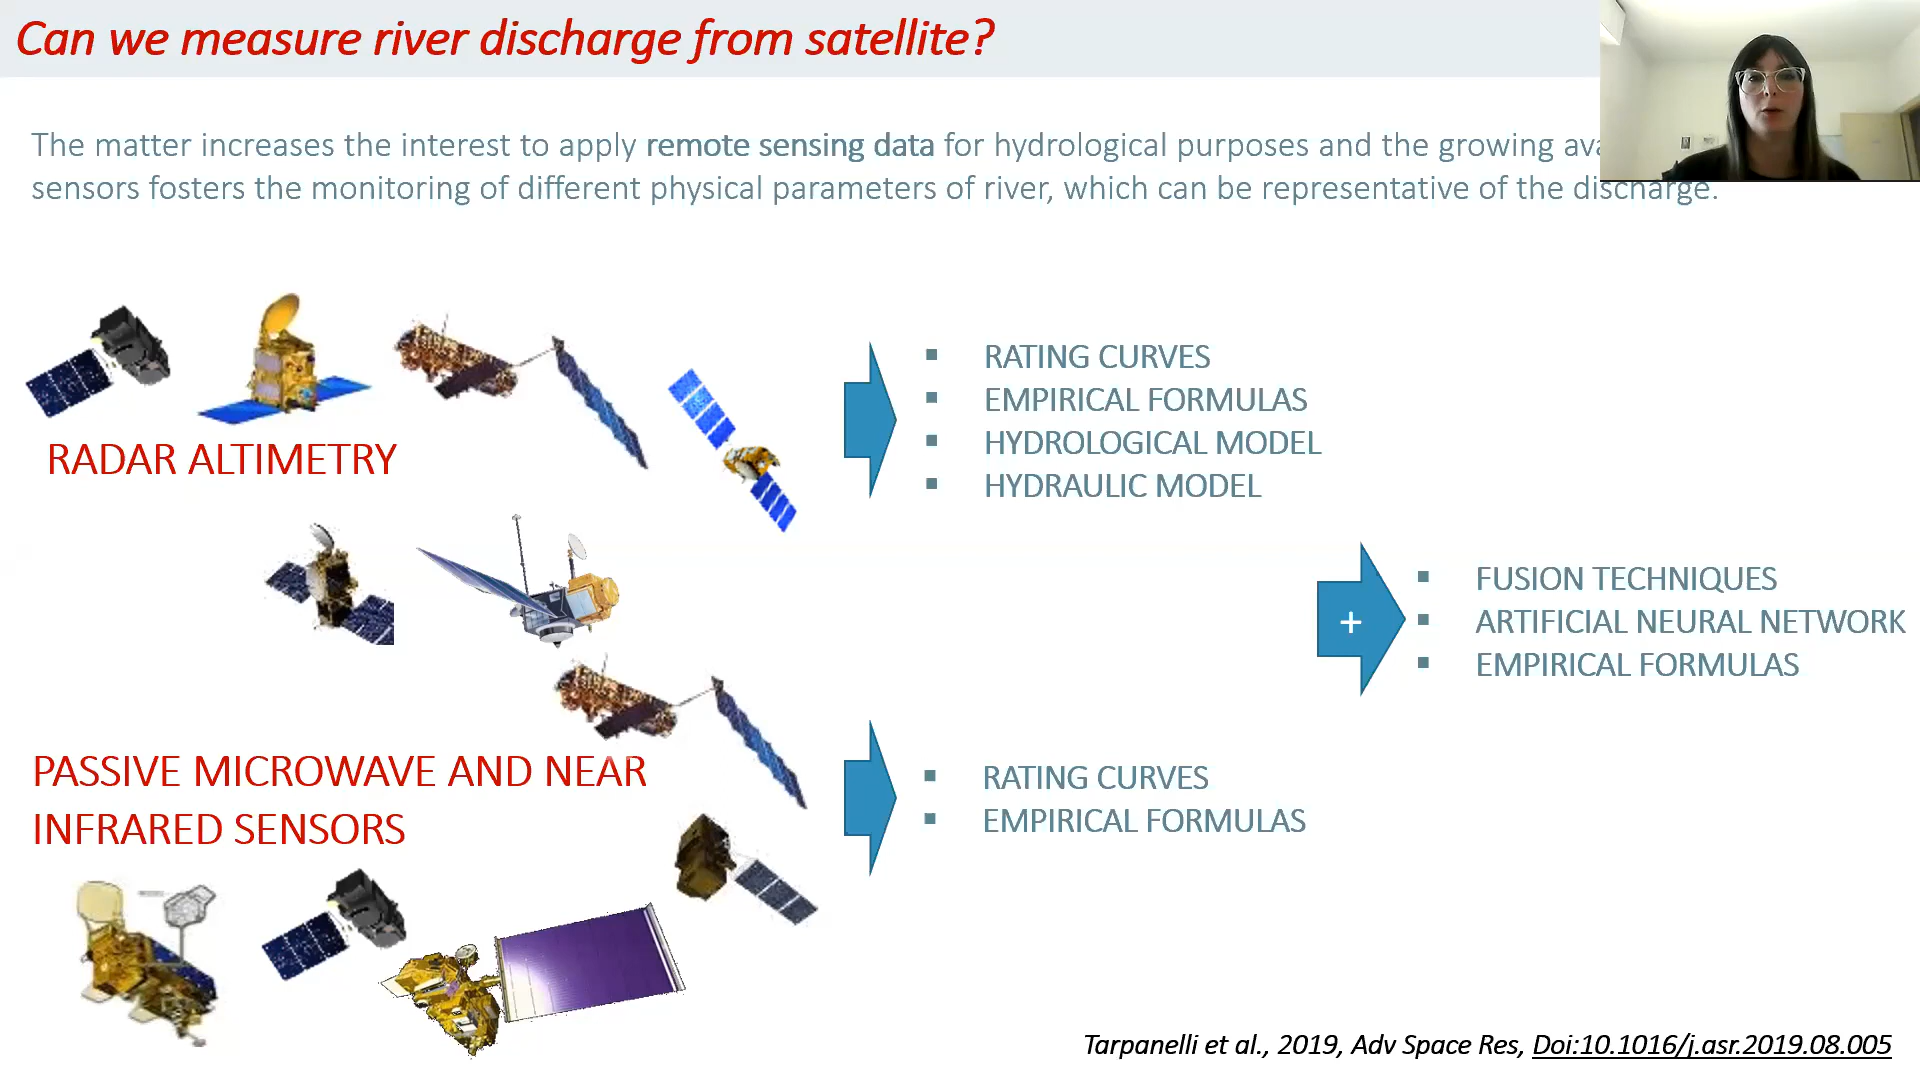 Can we measure river discharge from satellite?
The matter increases the interest to apply remote sensing data for hydrological purposes and the growing
sensors fosters the monitoring of different physical parameters of river, which can be representative of the discharge.
RADAR ALTIMETRY
▪ RATING CURVES
▪ EMPIRICAL FORMULAS
▪ HYDROLOGICAL MODEL
▪ HYDRAULIC MODEL
+
▪ FUSION TECHNIQUES
▪ ARTIFICIAL NEURAL NETWORK
▪ EMPIRICAL FORMULAS
PASSIVE MICROWAVE AND NEAR
INFRARED SENSORS
▪ RATING CURVES
▪ EMPIRICAL FORMULAS
Tarpanelli et al., 2019, Adv Space Res, Doi:10.1016/j.asr.2019.08.005